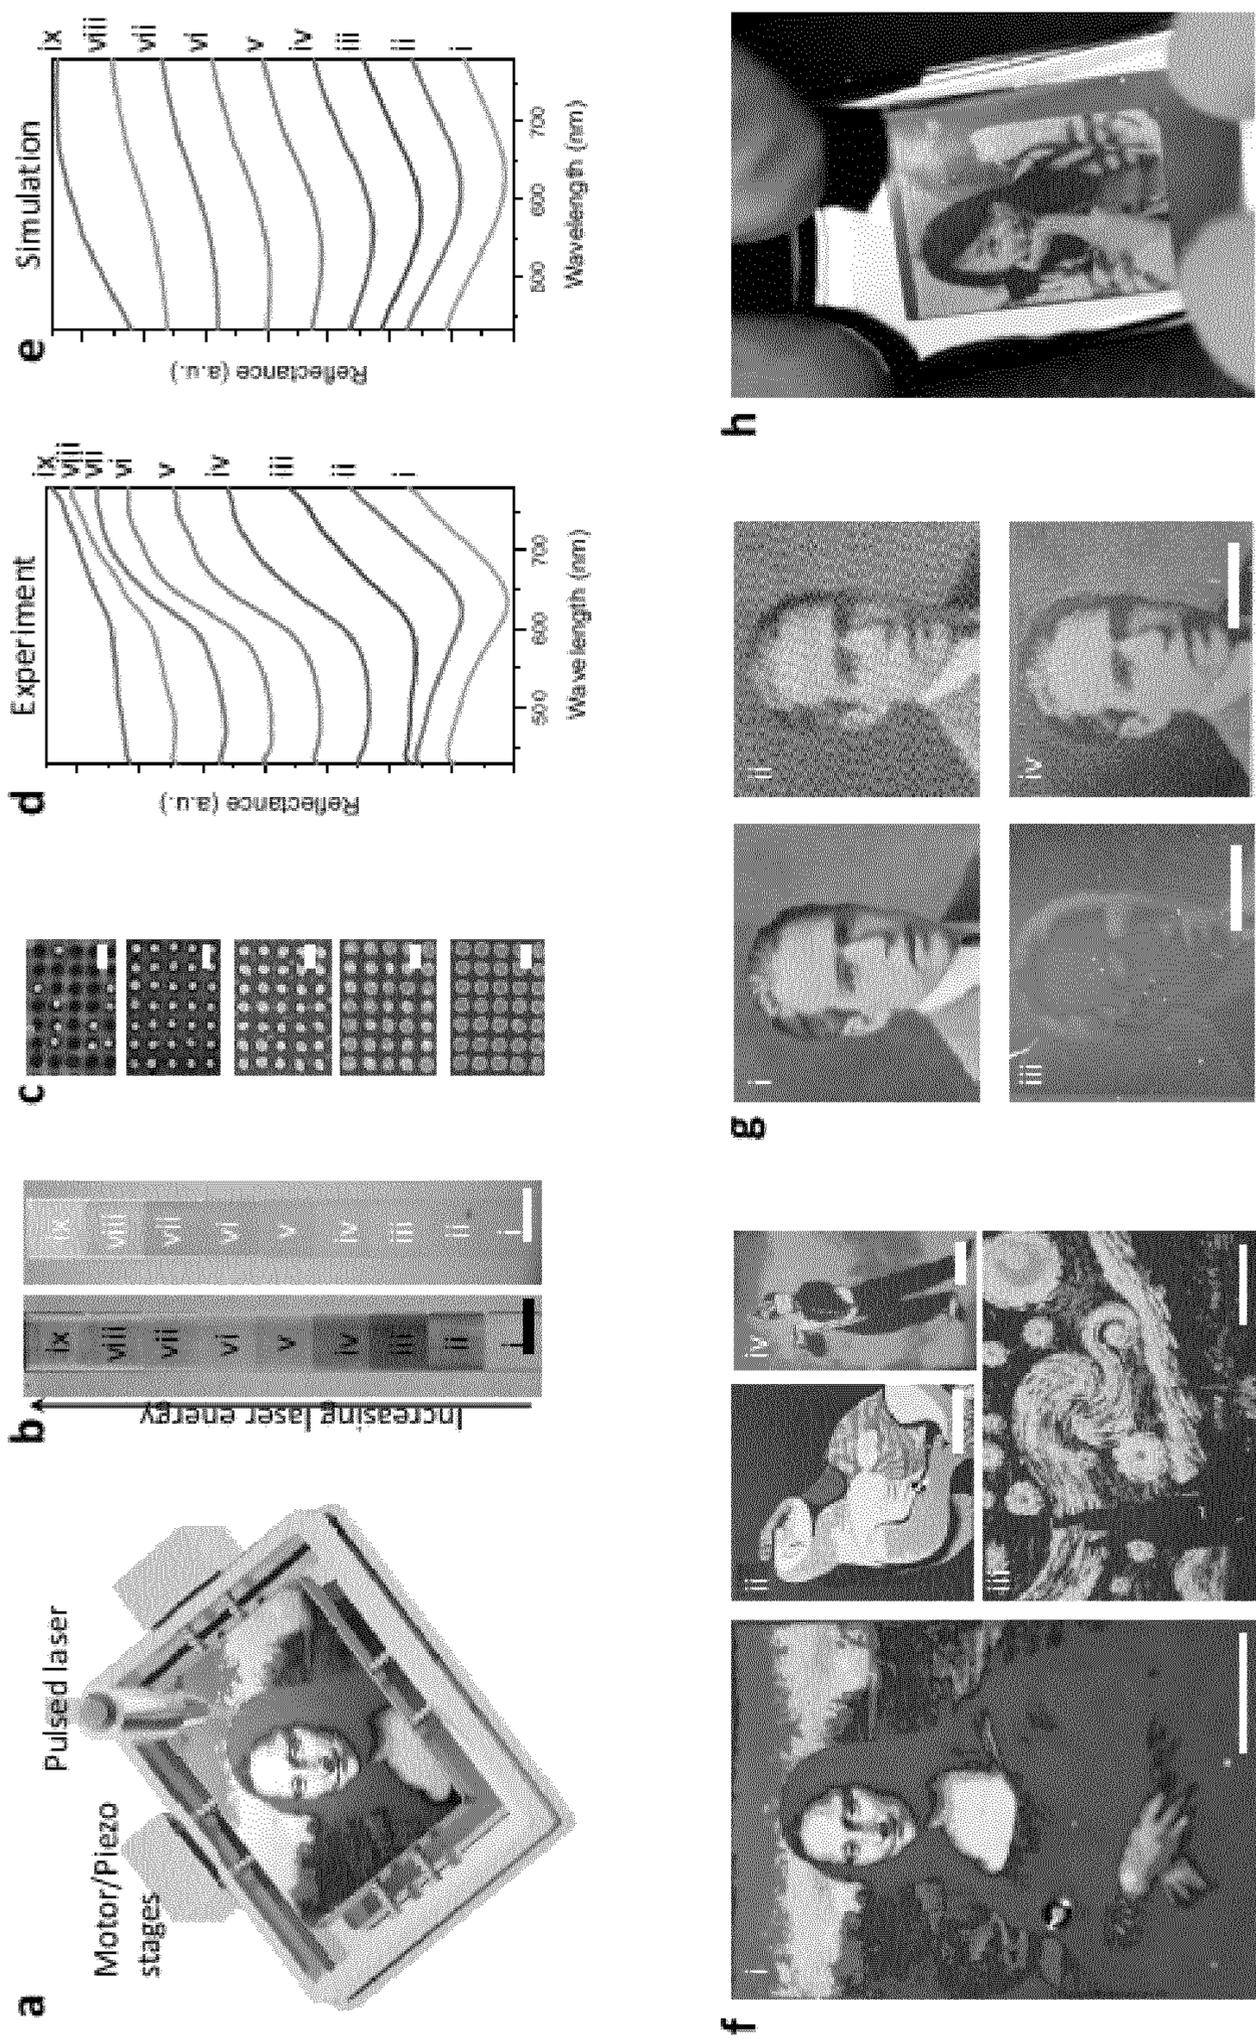 a
Motor/Piezo
stages
Pulsed laser
b
Increasing laser energy
ix
viii
vii
vi
v
iv
iii
ii
i
ix
viii
vii
vi
v
iv
iii
ii
i
c
d
Experiment
Reflectance (a.u.)
500
600
700
Wavelength (nm)
ix
viii
vii
vi
v
iv
iii
ii
i
e
Simulation
Reflectance (a.u.)
500
600
700
Wavelength (nm)
ix
viii
vii
vi
v
iv
iii
ii
i
f
i
ii
iii
iv
g
i
ii
iii
iv
h